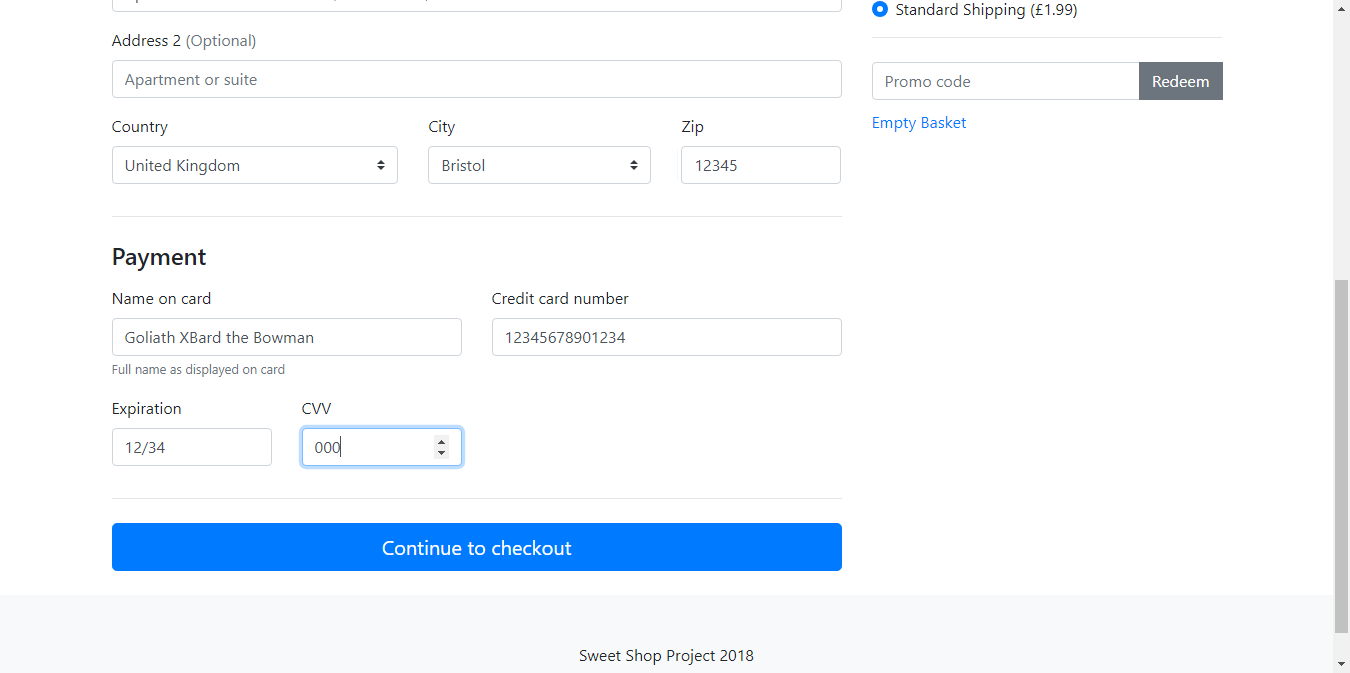 Standard Shipping (£1.99)
Address 2 (Optional)
Apartment or suite
Promo code
Redeem
Empty Basket
Country
City
Zip
United Kingdom
Bristol
12345
Payment
Name on card
Credit card number
Goliath XBard the Bowman
12345678901234
Full name as displayed on card
Expiration
CVV
12/34
000
Continue to checkout
Sweet Shop Project 2018